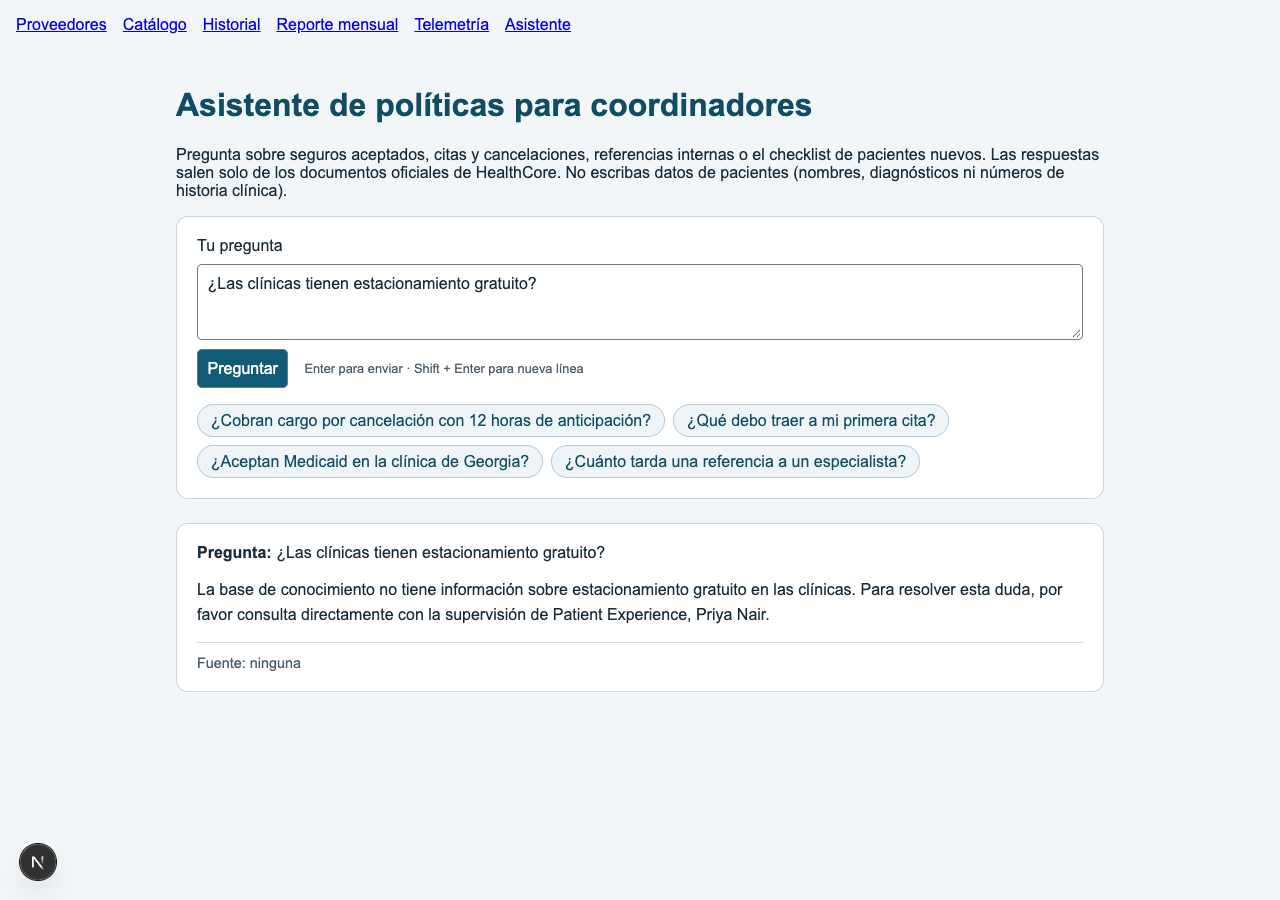 Proveedores Catálogo Historial Reporte mensual Telemetría Asistente
Asistente de políticas para coordinadores
Pregunta sobre seguros aceptados, citas y cancelaciones, referencias internas o el checklist de pacientes nuevos. Las respuestas
salen solo de los documentos oficiales de HealthCore. No escribas datos de pacientes (nombres, diagnósticos ni números de
historia clínica).
Tu pregunta
¿Las clínicas tienen estacionamiento gratuito?
Preguntar Enter para enviar · Shift + Enter para nueva línea
¿Cobran cargo por cancelación con 12 horas de anticipación? ¿Qué debo traer a mi primera cita?
¿Aceptan Medicaid en la clínica de Georgia? ¿Cuánto tarda una referencia a un especialista?
Pregunta: ¿Las clínicas tienen estacionamiento gratuito?
La base de conocimiento no tiene información sobre estacionamiento gratuito en las clínicas. Para resolver esta duda, por
favor consulta directamente con la supervisión de Patient Experience, Priya Nair.
Fuente: ninguna
N